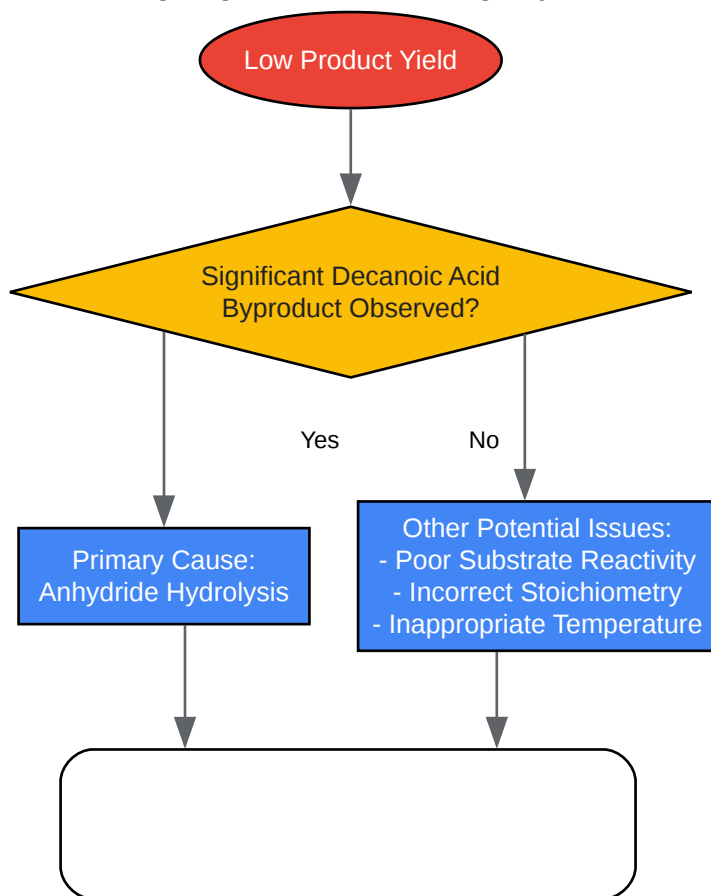 Low Product Yield
Significant Decanoic Acid
Byproduct Observed?
Yes
No
Primary Cause:
Anhydride Hydrolysis
Other Potential Issues:
- Poor Substrate Reactivity
- Incorrect Stoichiometry
- Inappropriate Temperature